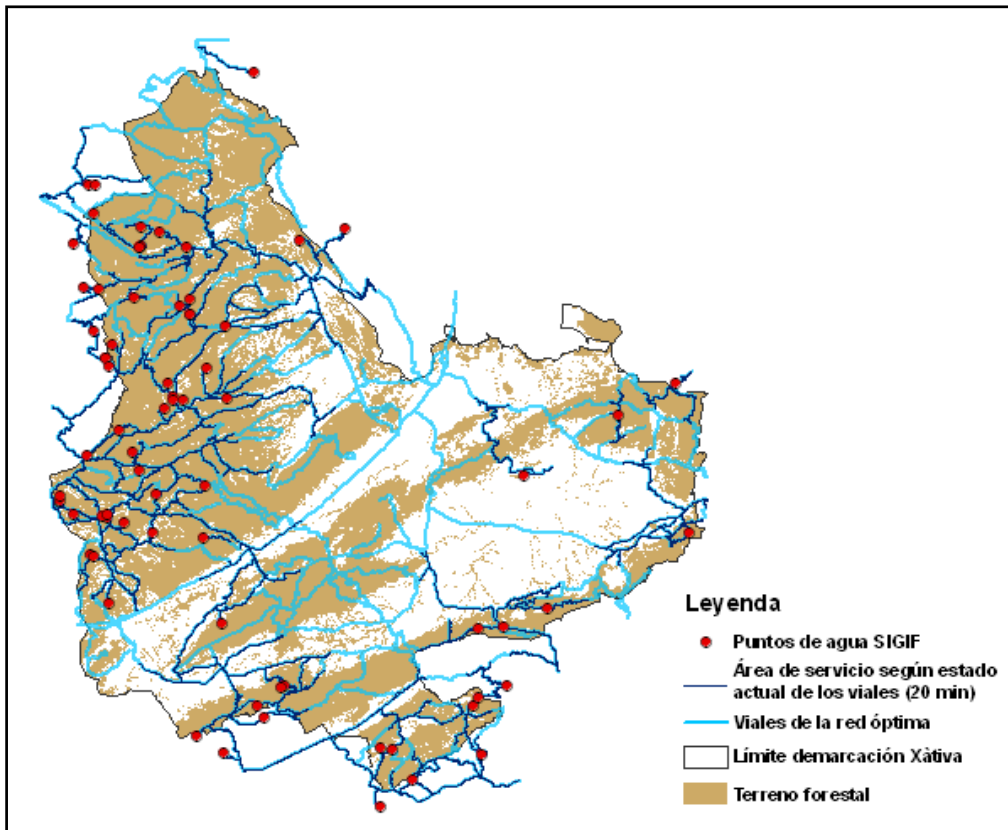 Leyenda
Puntos de agua SIGIF
Área de servicio según estado
actual de los viales (20 min)
Viales de la red óptima
Límite demarcación Xàtiva
Terreno forestal